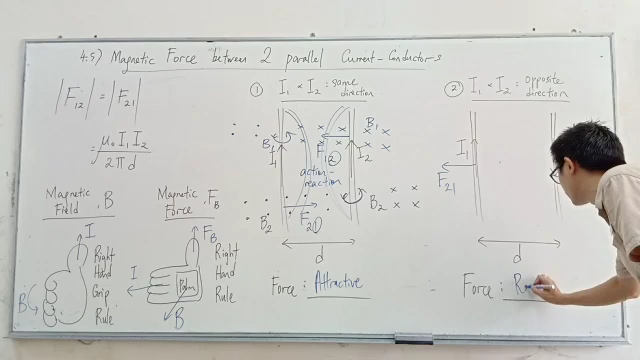 4.5) Magnetic Force between 2 parallel Current-Conductors
|F12| = |F21|
= μ₀ I1 I2
2πd
Magnetic
Field, B
I
Right
Hand
Grip
Rule
B
Magnetic
Force, FB
FB
Right
Hand
Rule
I
Palm
B
① I1 & I2 : same
direction
B1
B1
I1
F12
I2
action-
reaction
B2
B2
F21
d
Force : Attractive
② I1 & I2 : opposite
direction
I1
F21
d
Force : R